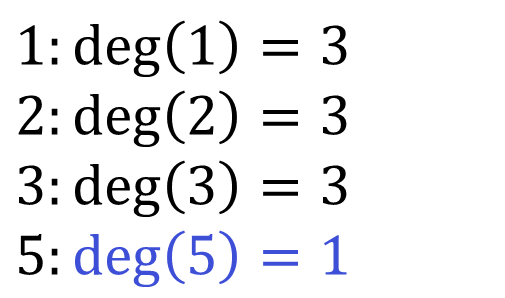 1: deg(1) = 3
2: deg(2) = 3
3: deg(3) = 3
5: deg(5) = 1